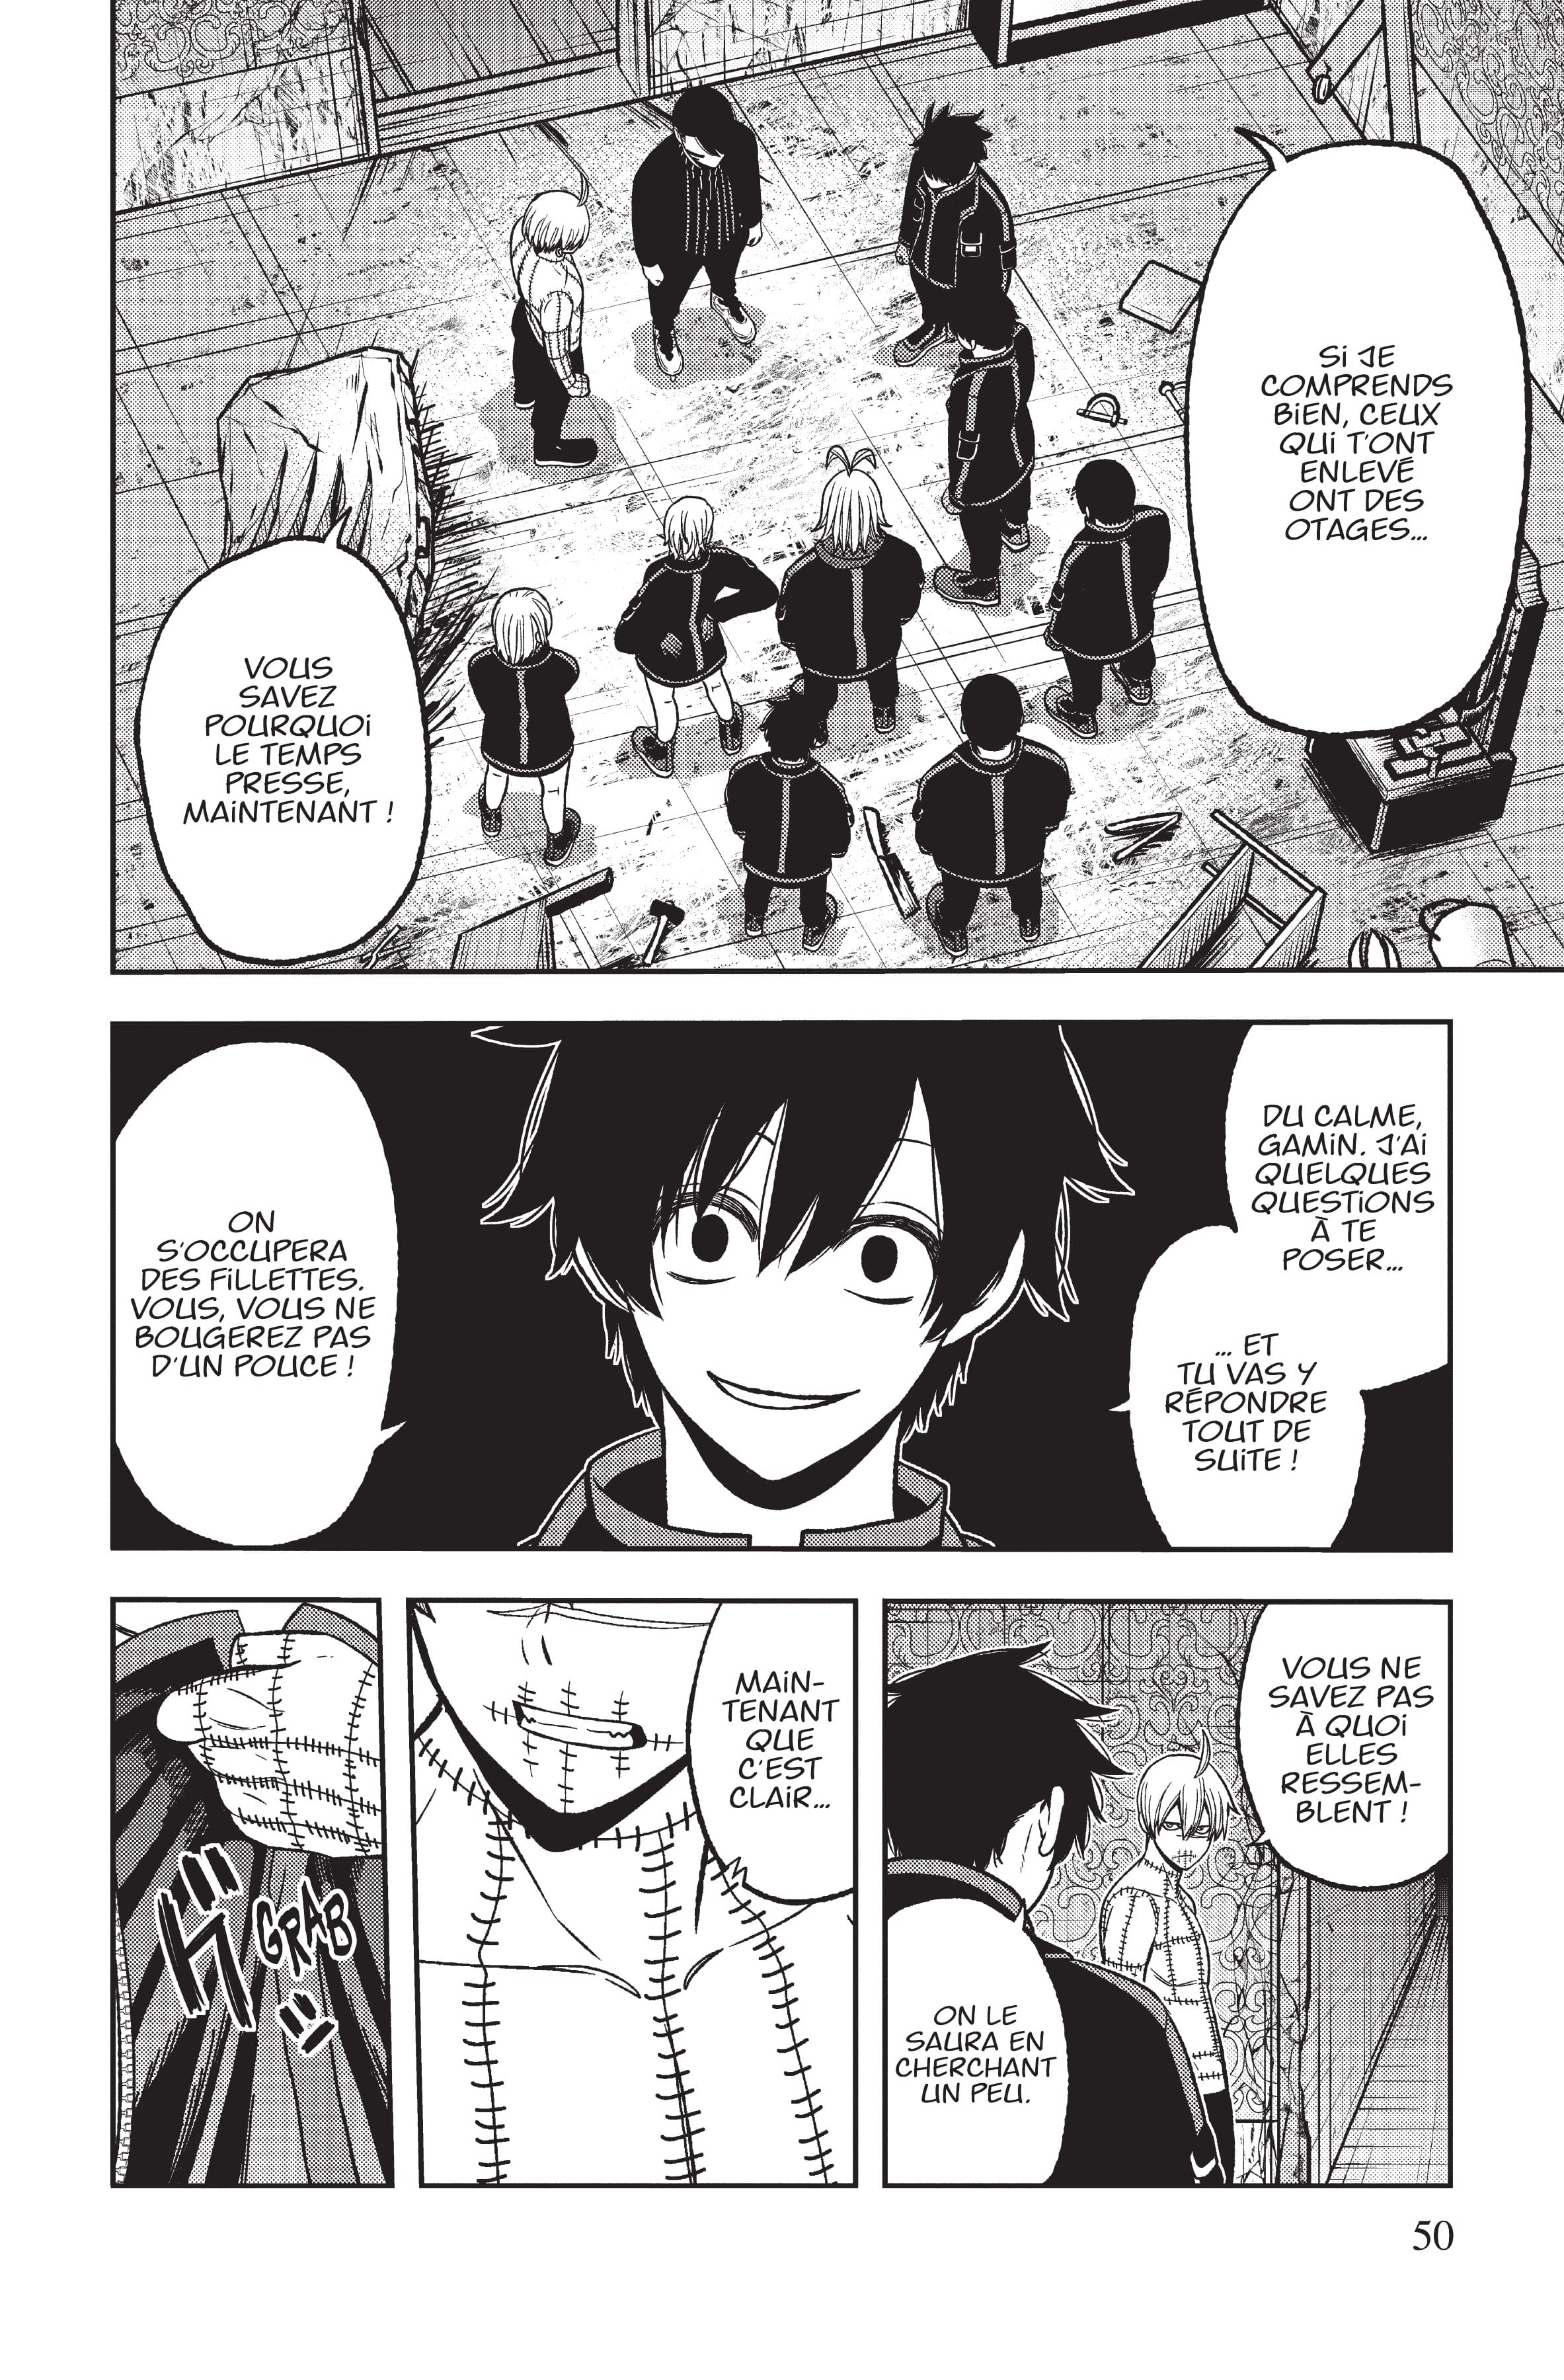 SI JE
COMPRENDS
BIEN, CEUX
QUI T'ONT
ENLEVÉ
ONT DES
OTAGES...
VOUS
SAVEZ
POURQUOI
LE TEMPS
PRESSE,
MAINTENANT !
DU CALME,
GAMIN. J'AI
QUELQUES
QUESTIONS
À TE
POSER...
... ET
TU VAS Y
RÉPONDRE
TOUT DE
SUITE !
ON
S'OCCUPERA
DES FILLETTES.
VOUS, VOUS NE
BOUGEREZ PAS
D'UN POUCE !
VOUS NE
SAVEZ PAS
À QUOI
ELLES
RESSEM-
BLENT !
ON LE
SAURA EN
CHERCHANT
UN PEU.
MAIN-
TENANT
QUE
C'EST
CLAIR...
GRAB
50